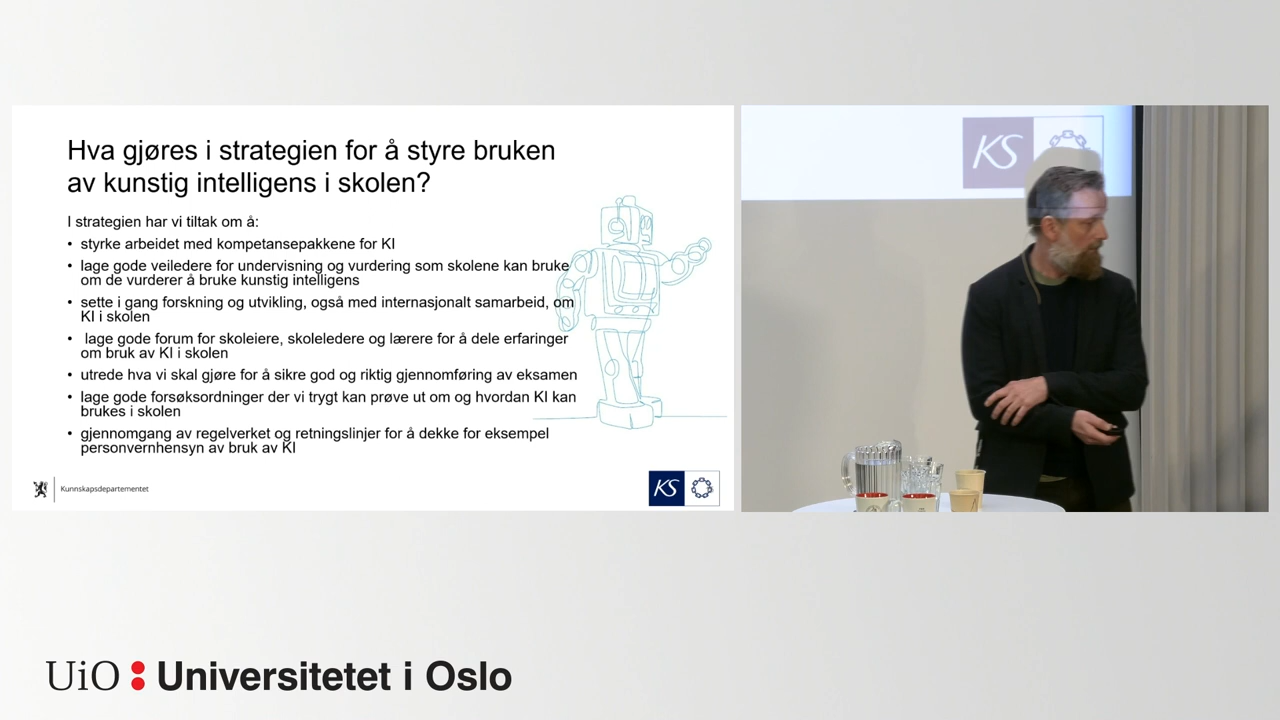 Hva gjøres i strategien for å styre bruken
av kunstig intelligens i skolen?
I strategien har vi tiltak om å:
• styrke arbeidet med kompetansepakkene for KI
• lage gode veiledere for undervisning og vurdering som skolene kan bruke
om de vurderer å bruke kunstig intelligens
• sette i gang forskning og utvikling, også med internasjonalt samarbeid, om
KI i skolen
• lage gode forum for skoleiere, skoleledere og lærere for å dele erfaringer
om bruk av KI i skolen
• utrede hva vi skal gjøre for å sikre god og riktig gjennomføring av eksamen
• lage gode forsøksordninger der vi trygt kan prøve ut om og hvordan KI kan
brukes i skolen
• gjennomgang av regelverket og retningslinjer for å dekke for eksempel
personvernhensyn av bruk av KI
Kunnskapsdepartementet
KS
KS
UiO : Universitetet i Oslo